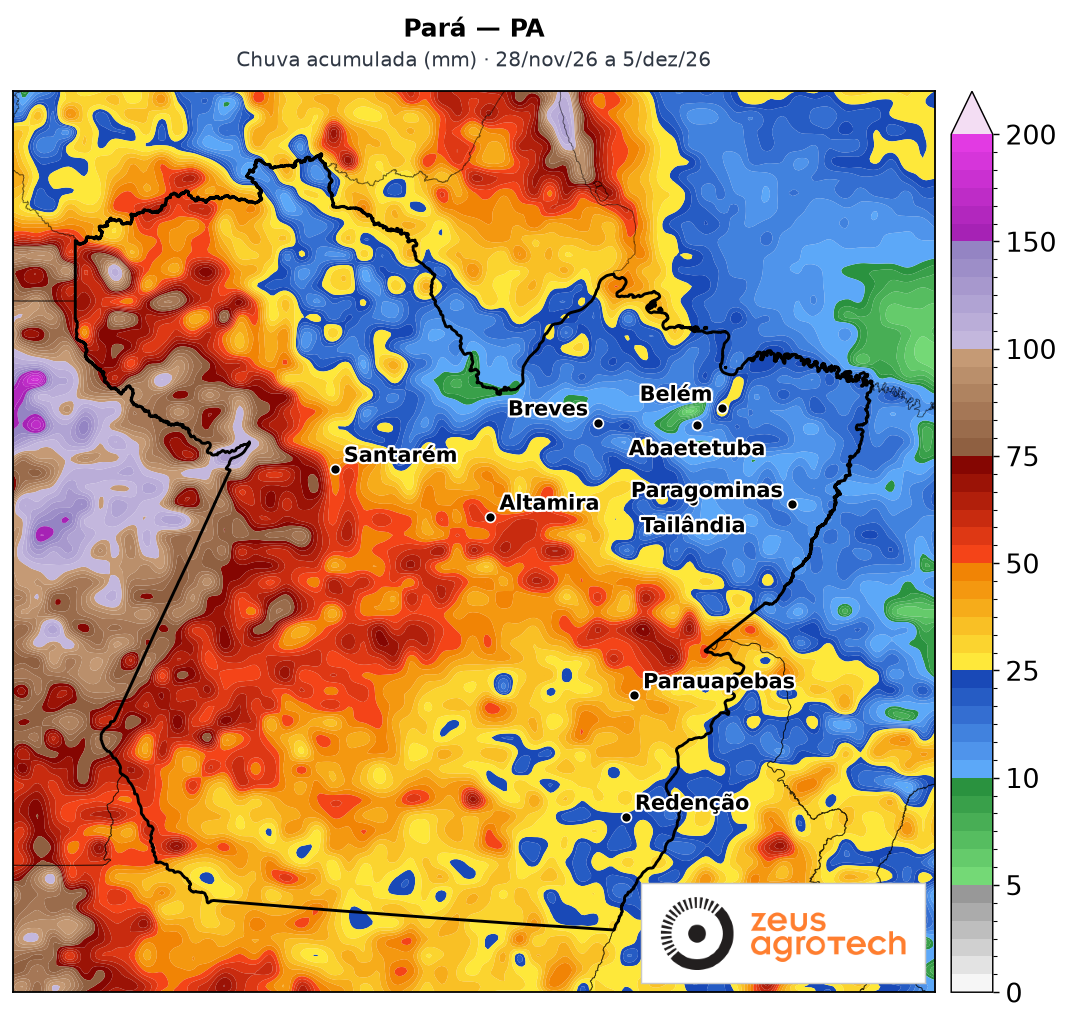 Pará — PA
Chuva acumulada (mm) · 28/nov/26 a 5/dez/26
200
150
100
75
50
25
10
5
0
Belém
Breves
Abaetetuba
Santarém
Paragominas
Altamira
Tailândia
Parauapebas
Redenção
zeus
agrotech